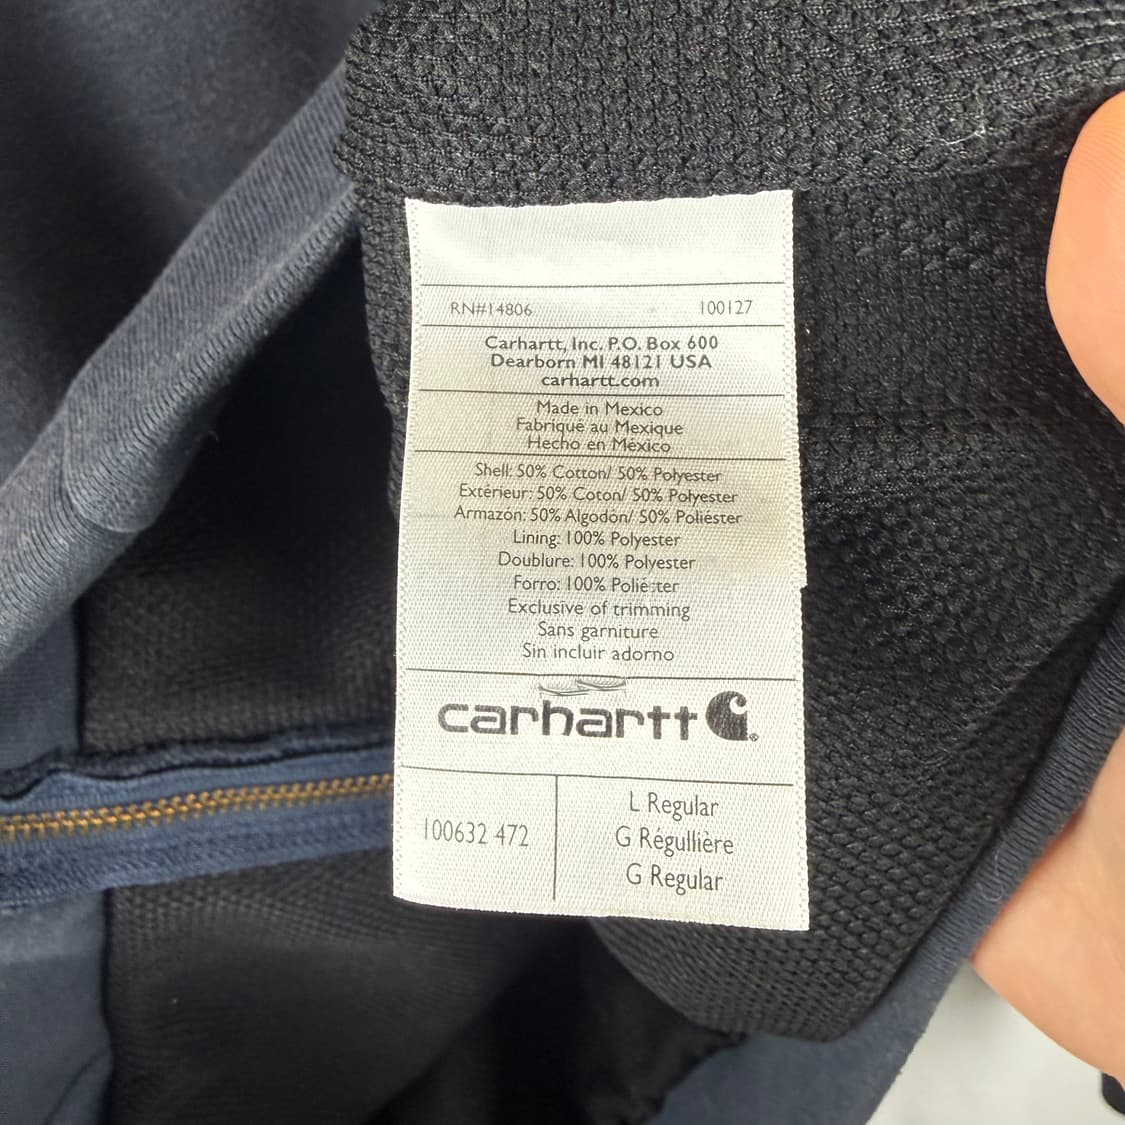 RN#14806 100127
Carhartt, Inc. P.O. Box 600
Dearborn MI 48121 USA
carhartt.com
Made in Mexico
Fabriqué au Mexique
Hecho en México
Shell: 50% Cotton/ 50% Polyester
Extérieur: 50% Coton/ 50% Polyester
Armazón: 50% Algodón/ 50% Poliéster
Lining: 100% Polyester
Doublure: 100% Polyester
Forro: 100% Poliéster
Exclusive of trimming
Sans garniture
Sin incluir adorno
carhartt®
100632 472
L Regular
G Régullière
G Regular